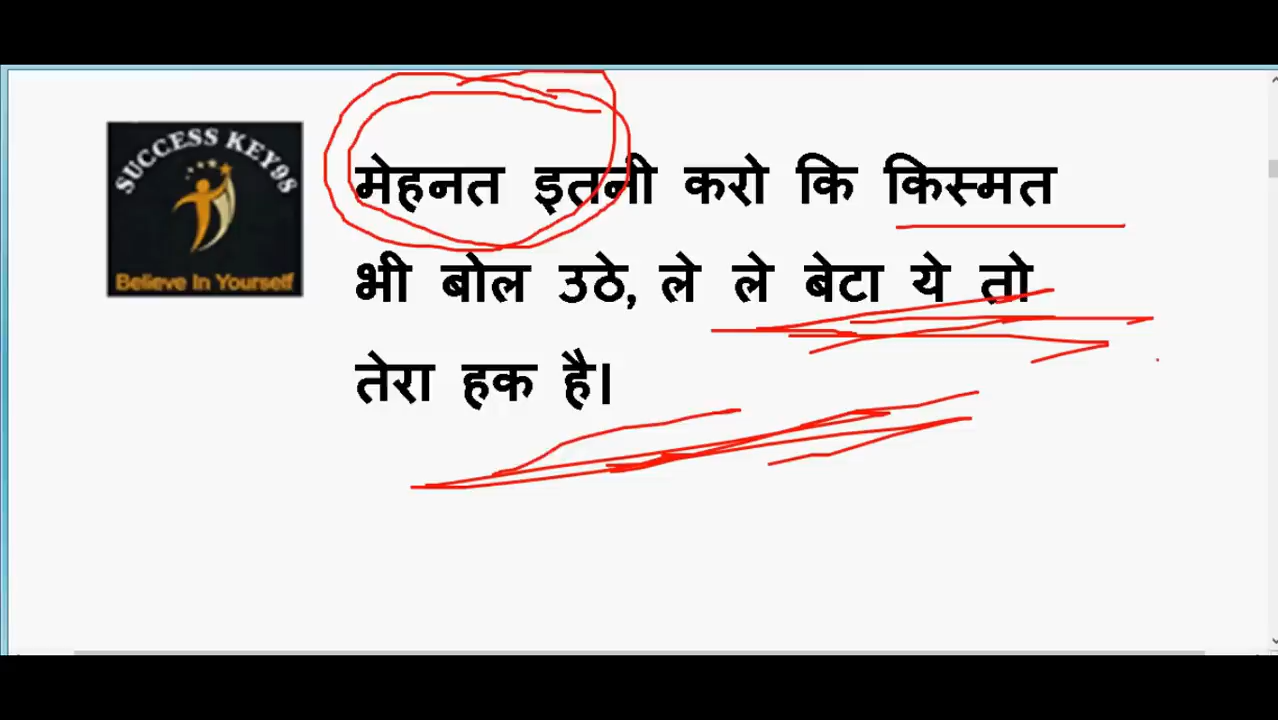 SUCCESS KEY98
Believe In Yourself
मेहनत इतनी करो कि किस्मत
भी बोल उठे, ले ले बेटा ये तो
तेरा हक है।